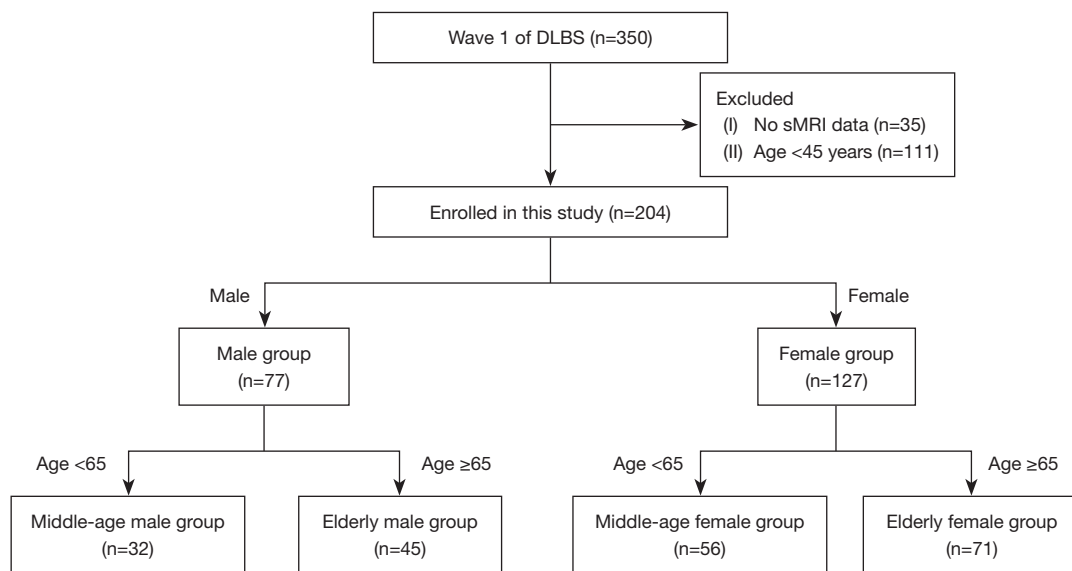 Wave 1 of DLBS (n=350)
Excluded
(I) No sMRI data (n=35)
(II) Age <45 years (n=111)
Enrolled in this study (n=204)
Male
Female
Male group
(n=77)
Female group
(n=127)
Age <65
Age ≥65
Age <65
Age ≥65
Middle-age male group
(n=32)
Elderly male group
(n=45)
Middle-age female group
(n=56)
Elderly female group
(n=71)